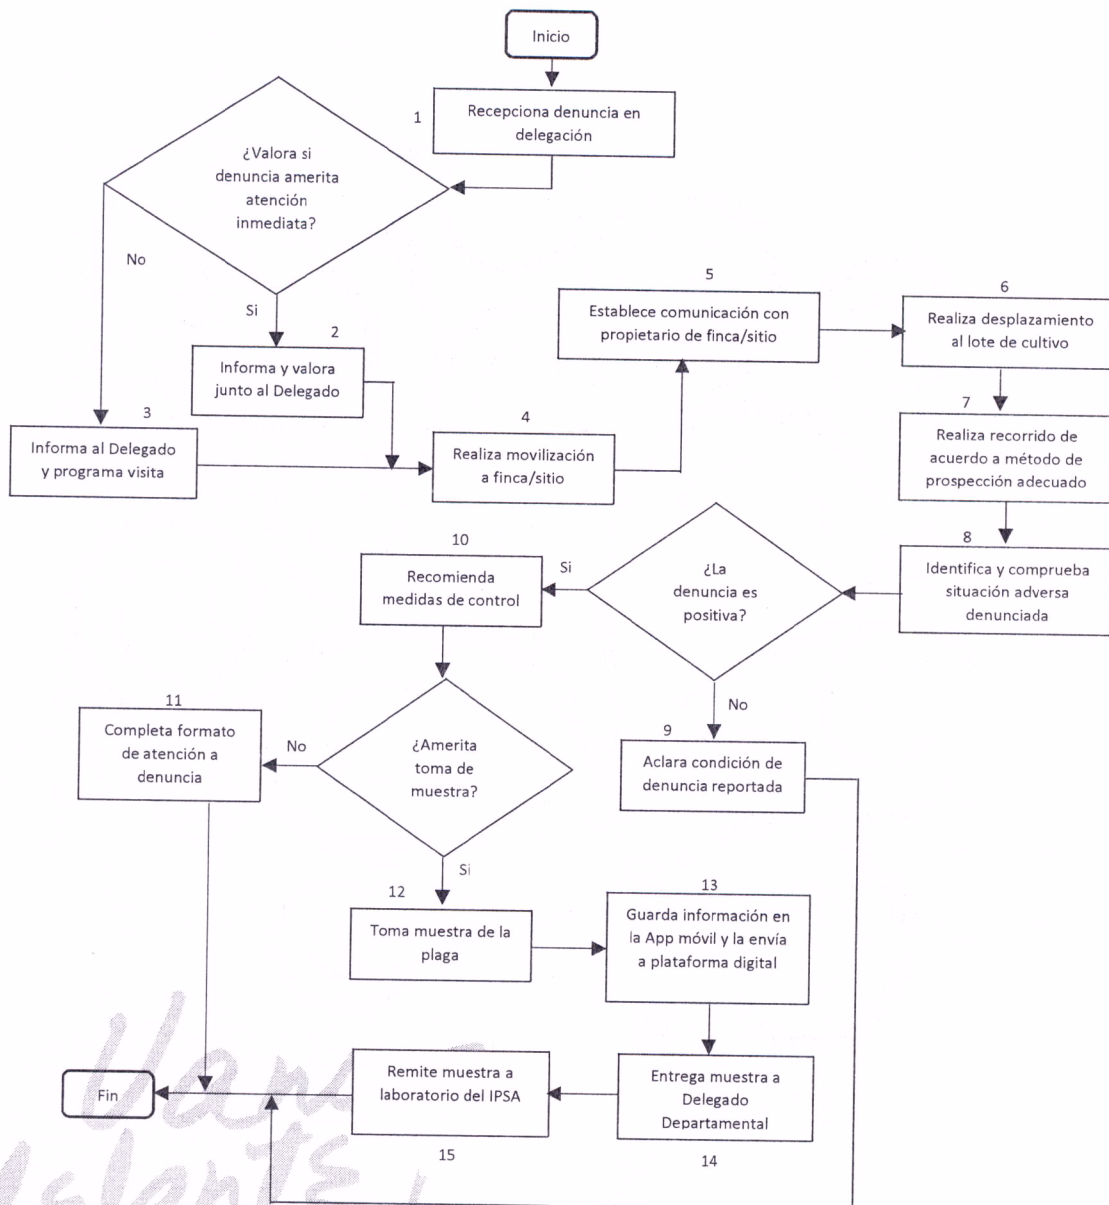 Inicio
1
Recepciona denuncia en
delegación
¿Valora si
denuncia amerita
atención
inmediata?
No
Si
2
Informa y valora
junto al Delegado
3
Informa al Delegado
y programa visita
4
Realiza movilización
a finca/sitio
5
Establece comunicación con
propietario de finca/sitio
6
Realiza desplazamiento
al lote de cultivo
7
Realiza recorrido de
acuerdo a método de
prospección adecuado
8
Identifica y comprueba
situación adversa
denunciada
¿La
denuncia es
positiva?
Si
No
9
Aclara condición de
denuncia reportada
10
Recomienda
medidas de control
¿Amerita
toma de
muestra?
No
Si
11
Completa formato
de atención a
denuncia
12
Toma muestra de la
plaga
13
Guarda información en
la App móvil y la envía
a plataforma digital
Entrega muestra a
Delegado
Departamental
14
Remite muestra a
laboratorio del IPSA
15
Fin